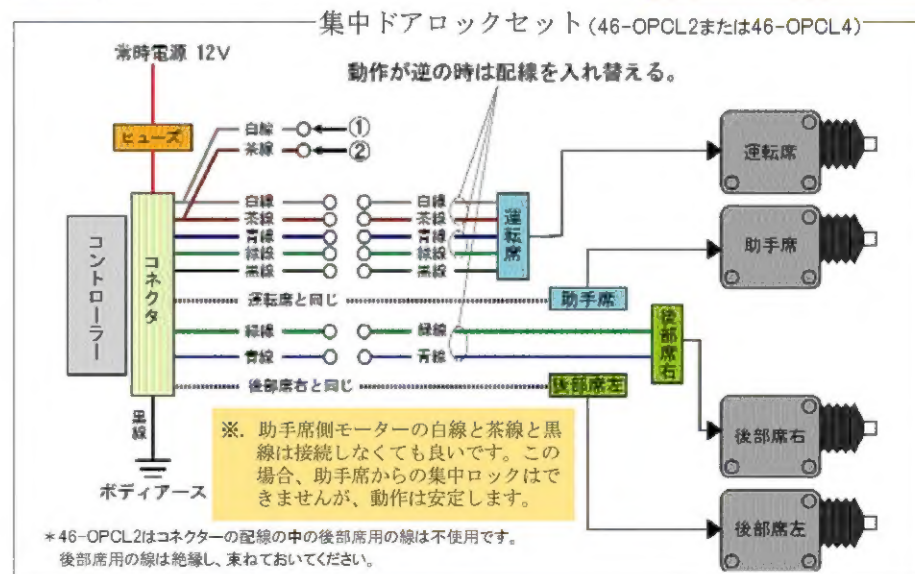 集中ドアロックセット(46-OPCL2または46-OPCL4)
常時電源 12V
動作が逆の時は配線を入れ替える。
ヒューズ
白線 ①
茶線 ②
コントローラー
コネクタ
白線 白線
茶線 茶線
青線 青線
緑線 緑線
黒線 黒線
運転席
運転席
助手席
運転席と同じ 助手席
緑線 緑線
青線 青線
後部席右
後部席右と同じ 後部席左
黒線
ボディアース
※. 助手席側モーターの白線と茶線と黒
線は接続しなくても良いです。この
場合、助手席からの集中ロックはで
きませんが、動作は安定します。
後部席右
後部席左
*46-OPCL2はコネクターの配線の中の後部席用の線は不使用です。
後部席用の線は絶縁し、束ねておいてください。